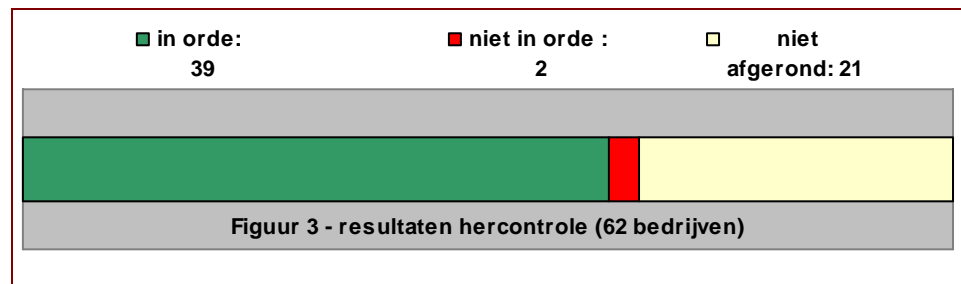 in orde:
39
niet in orde :
2
niet
afgerond: 21
Figuur 3 - resultaten hercontrole (62 bedrijven)